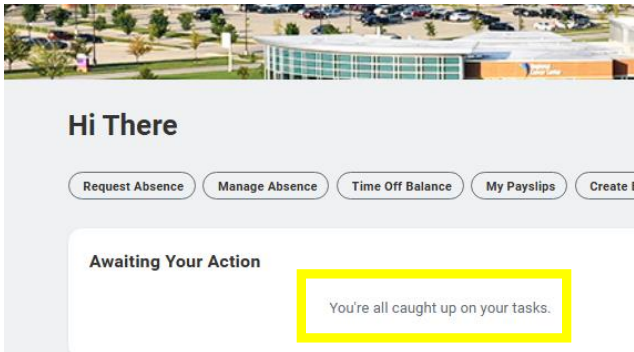 Hi There
Request Absence
Manage Absence
Time Off Balance
My Payslips
Create
Awaiting Your Action
You're all caught up on your tasks.